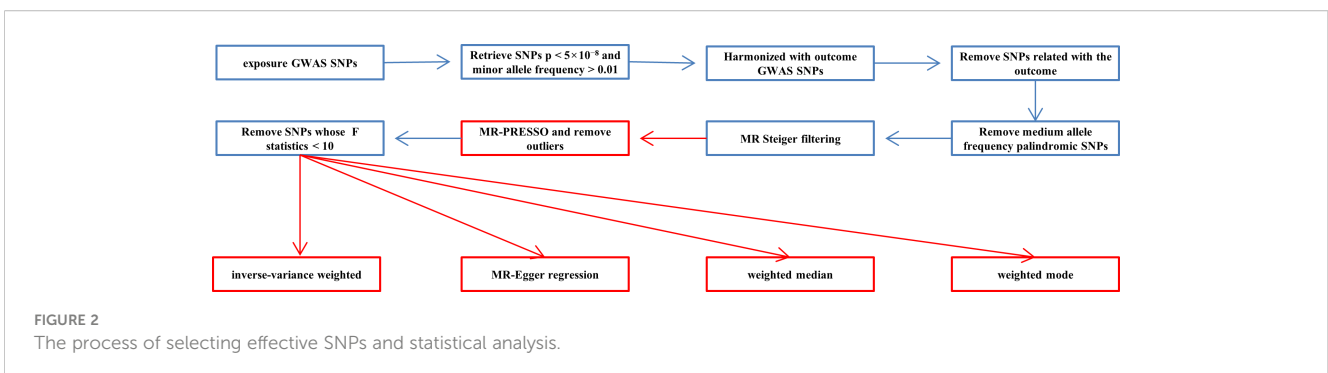 exposure GWAS SNPs
Retrieve SNPs p < 5×10⁻⁸ and
minor allele frequency > 0.01
Harmonized with outcome
GWAS SNPs
Remove SNPs related with the
outcome
Remove SNPs whose F
statistics < 10
MR-PRESSO and remove
outliers
MR Steiger filtering
Remove medium allele
frequency palindromic SNPs
inverse-variance weighted
MR-Egger regression
weighted median
weighted mode
FIGURE 2
The process of selecting effective SNPs and statistical analysis.